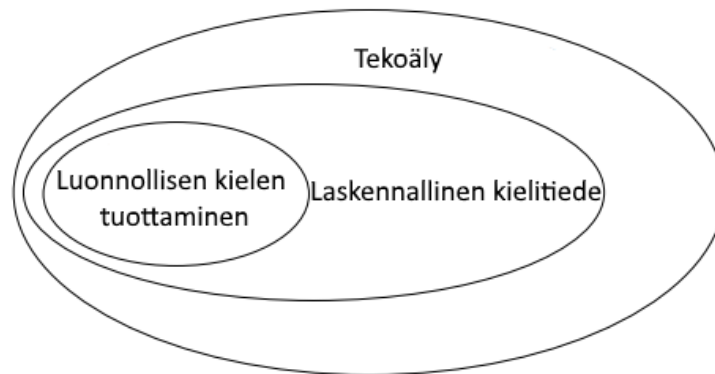 Tekoäly
Luonnollisen kielen
tuottaminen
Laskennallinen kielitiede